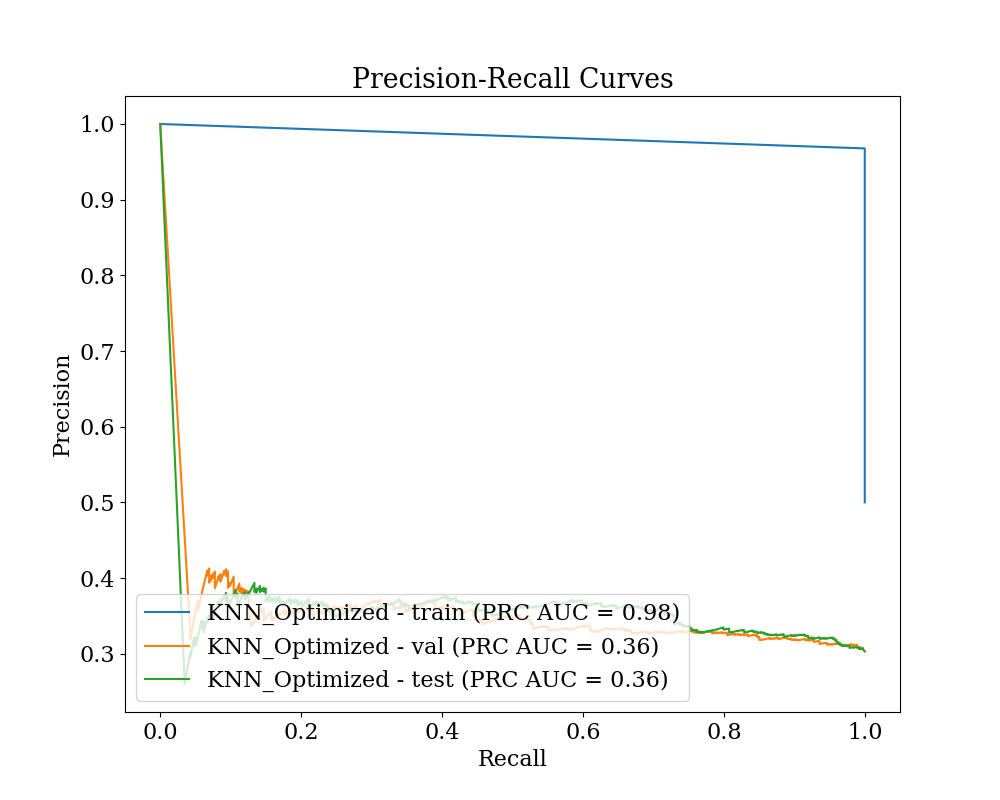 Precision-Recall Curves
Precision
1.0
0.9
0.8
0.7
0.6
0.5
0.4
0.3
KNN_Optimized - train (PRC AUC = 0.98)
KNN_Optimized - val (PRC AUC = 0.36)
KNN_Optimized - test (PRC AUC = 0.36)
0.0 0.2 0.4 0.6 0.8 1.0
Recall